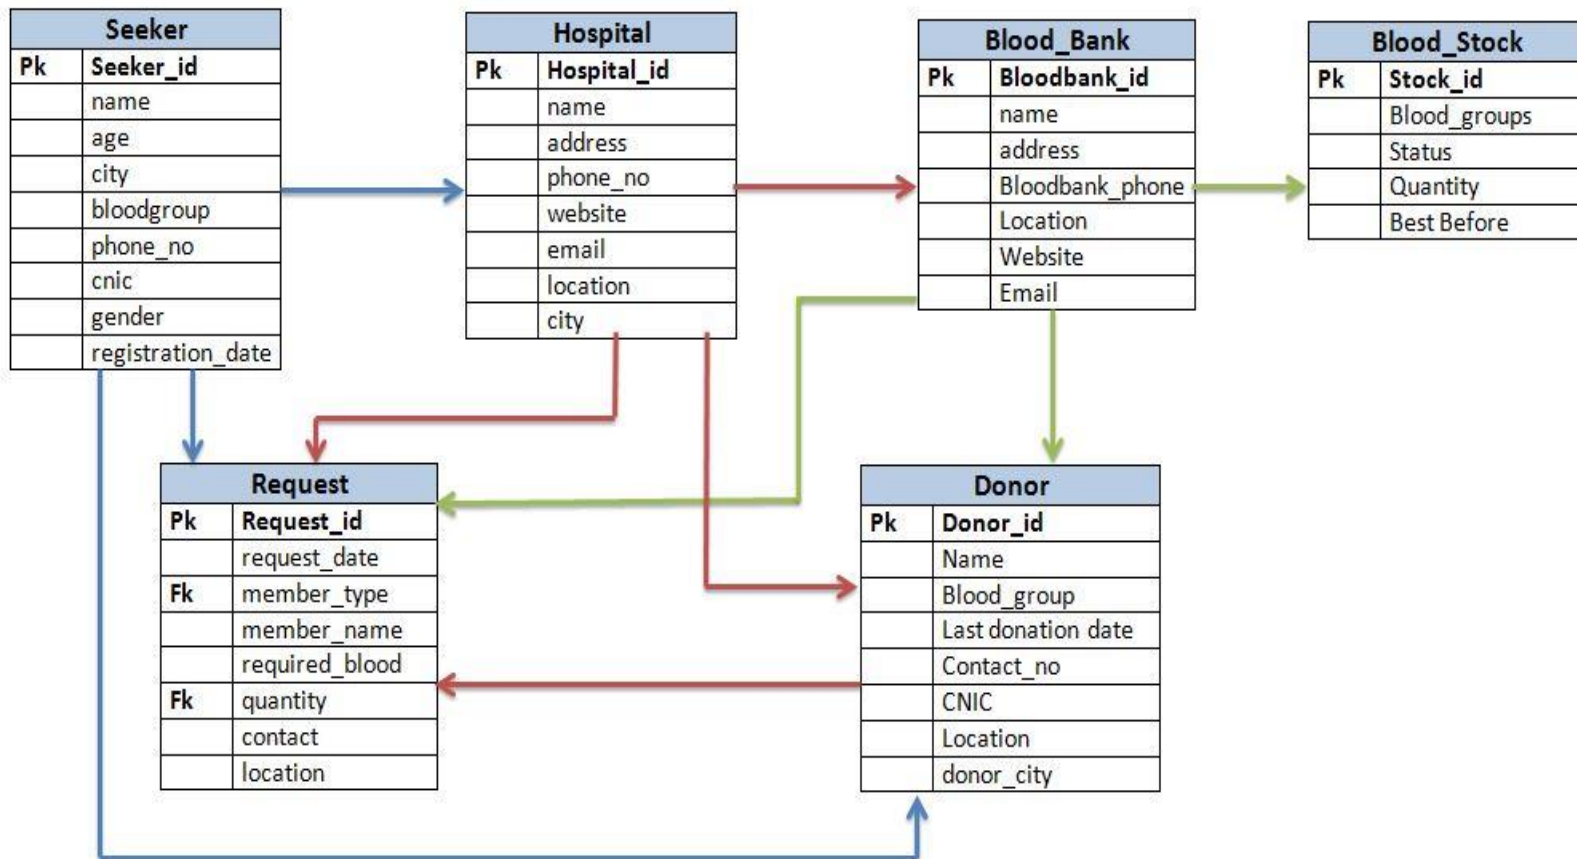 Seeker
Pk Seeker_id
name
age
city
bloodgroup
phone_no
cnic
gender
registration_date
Hospital
Pk Hospital_id
name
address
phone_no
website
email
location
city
Blood_Bank
Pk Bloodbank_id
name
address
Bloodbank_phone
Location
Website
Email
Blood_Stock
Pk Stock_id
Blood_groups
Status
Quantity
Best Before
Request
Pk Request_id
request_date
Fk member_type
member_name
required_blood
Fk quantity
contact
location
Donor
Pk Donor_id
Name
Blood_group
Last donation date
Contact_no
CNIC
Location
donor_city